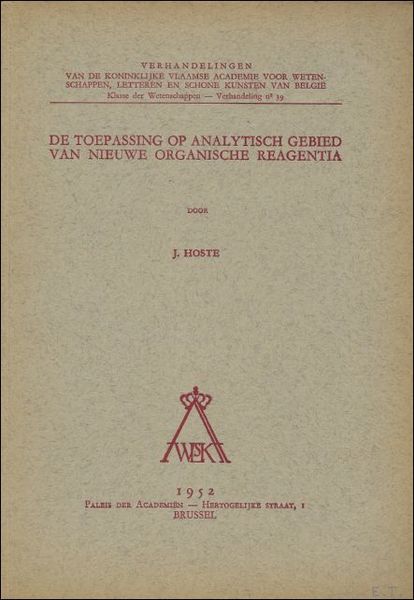 VERHANDELINGEN
VAN DE KONINKLIJKE VLAAMSE ACADEMIE VOOR WETEN-
SCHAPPEN, LETTEREN EN SCHONE KUNSTEN VAN BELGIË
Klasse der Wetenschappen — Verhandeling nr 39
DE TOEPASSING OP ANALYTISCH GEBIED
VAN NIEUWE ORGANISCHE REAGENTIA
DOOR
J. HOSTE
1952
PALEIS DER ACADEMIËN — HERTOGELIJKE STRAAT, 1
BRUSSEL
E.T.